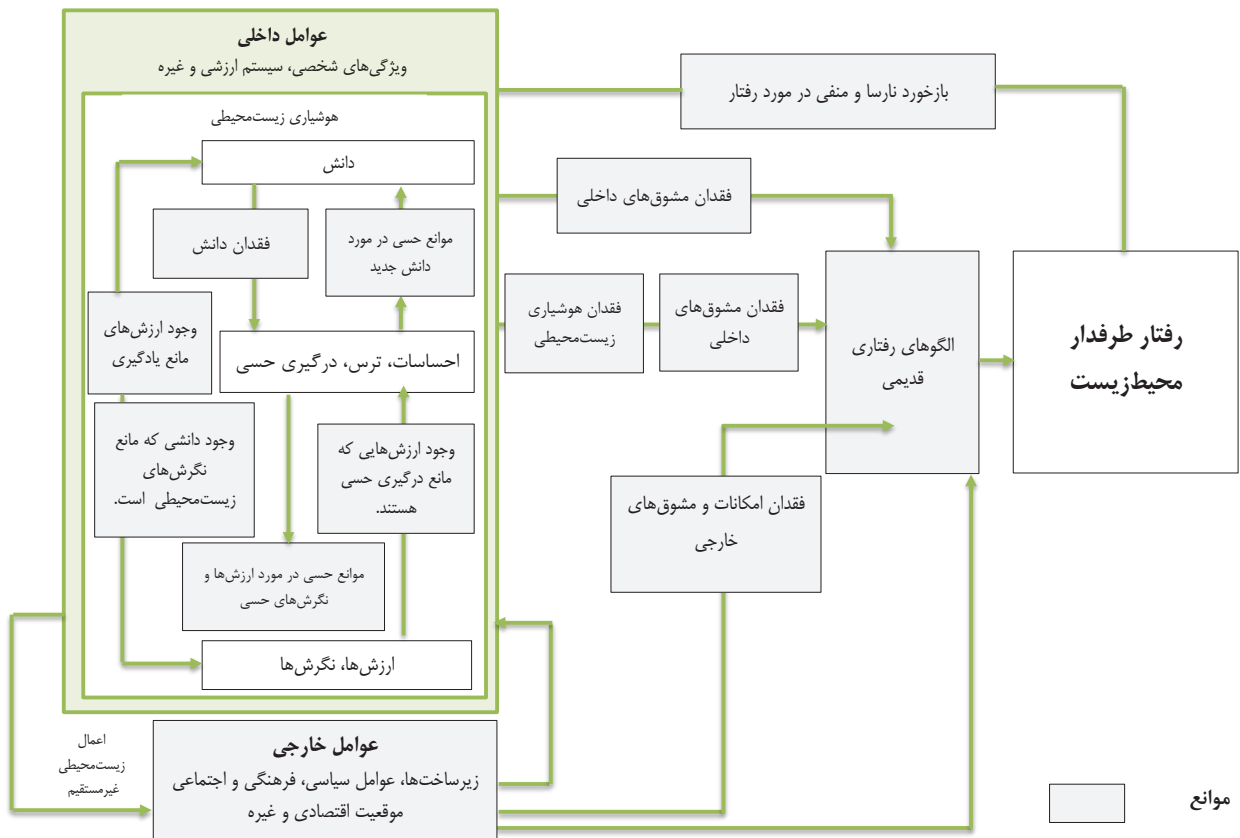 عوامل داخلی
ویژگی‌های شخصی، سیستم ارزشی و غیره
هوشیاری زیست‌محیطی
دانش
فقدان دانش
موانع حسی در مورد
دانش جدید
وجود ارزش‌های
مانع یادگیری
احساسات، ترس، درگیری حسی
وجود دانشی که مانع
نگرش‌های
زیست‌محیطی است.
وجود ارزش‌هایی که
مانع درگیری حسی
هستند.
موانع حسی در مورد ارزش‌ها و
نگرش‌های حسی
ارزش‌ها، نگرش‌ها
بازخورد نارسا و منفی در مورد رفتار
فقدان مشوق‌های داخلی
فقدان هوشیاری
زیست‌محیطی
فقدان مشوق‌های
داخلی
الگوهای رفتاری
قدیمی
رفتار طرفدار
محیط‌زیست
فقدان امکانات و مشوق‌های
خارجی
اعمال
زیست‌محیطی
غیرمستقیم
عوامل خارجی
زیرساخت‌ها، عوامل سیاسی، فرهنگی و اجتماعی
موقعیت اقتصادی و غیره
موانع